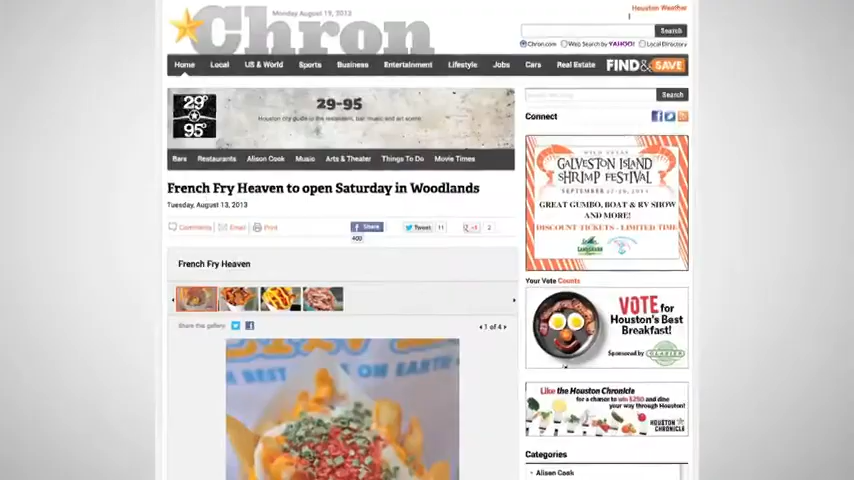 Monday August 19, 2013
Houston Weather
Chron
Search
Chron.com Web Search by YAHOO! Local Directory
Home Local US & World Sports Business Entertainment Lifestyle Jobs Cars Real Estate FIND & SAVE
Search
29°
95°
29-95
Houston city guide to the restaurant, bar, music and art scene.
Connect
Bars Restaurants Alison Cook Music Arts & Theater Things To Do Movie Times
French Fry Heaven to open Saturday in Woodlands
Tuesday, August 13, 2013
Comments Email Print
Share
400
Tweet 11
+1 2
WILD TEXAS
GALVESTON ISLAND
SHRIMP FESTIVAL
SEPTEMBER 27-29, 2013
GREAT GUMBO, BOAT & RV SHOW
AND MORE!
DISCOUNT TICKETS - LIMITED TIME
French Fry Heaven
Your Vote Counts
VOTE for
Houston's Best
Breakfast!
Sponsored by
Share this gallery
1 of 4
A BEST ON EARTH
Like the Houston Chronicle
for a chance to win $250 and dine
your way through Houston!
HOUSTON
CHRONICLE
Categories
Alison Cook